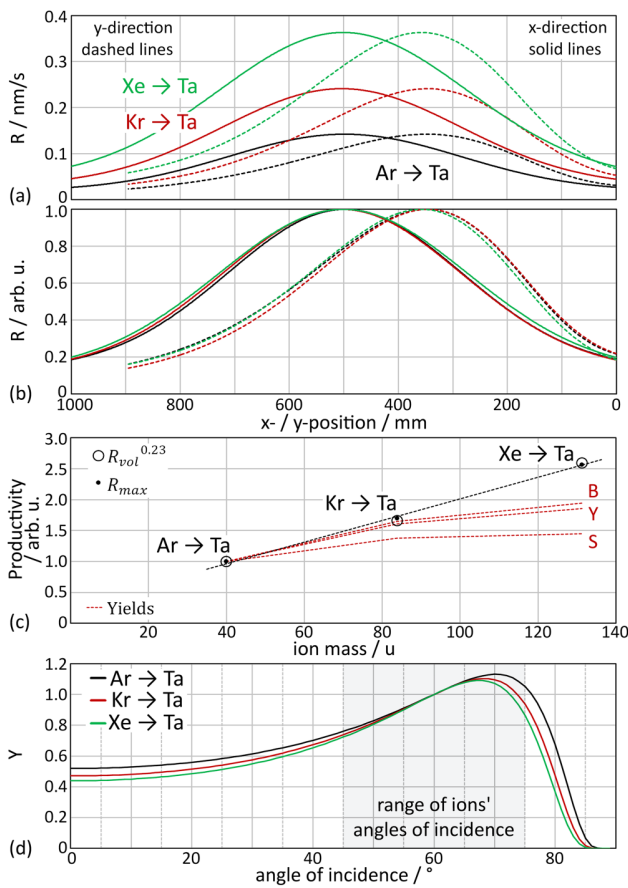 0.4
y-direction
dashed lines
x-direction
solid lines
0.3
Xe → Ta
0.2
Kr → Ta
0.1
Ar → Ta
0
R / nm/s
(a)
1.0
0.8
0.6
0.4
0.2
0
R / arb. u.
(b)
1000 800 600 400 200 0
x- / y-position / mm
3.0
2.5
2.0
1.5
1.0
0.5
0.0
Productivity
/ arb. u.
R_vol^0.23
R_max
Xe → Ta
Kr → Ta
Ar → Ta
B
Y
S
Yields
(c)
20 40 60 80 100 120 140
ion mass / u
1.2
1.0
0.8
0.6
0.4
0.2
0
Y
Ar → Ta
Kr → Ta
Xe → Ta
range of ions'
angles of incidence
(d)
0 20 40 60 80
angle of incidence / °